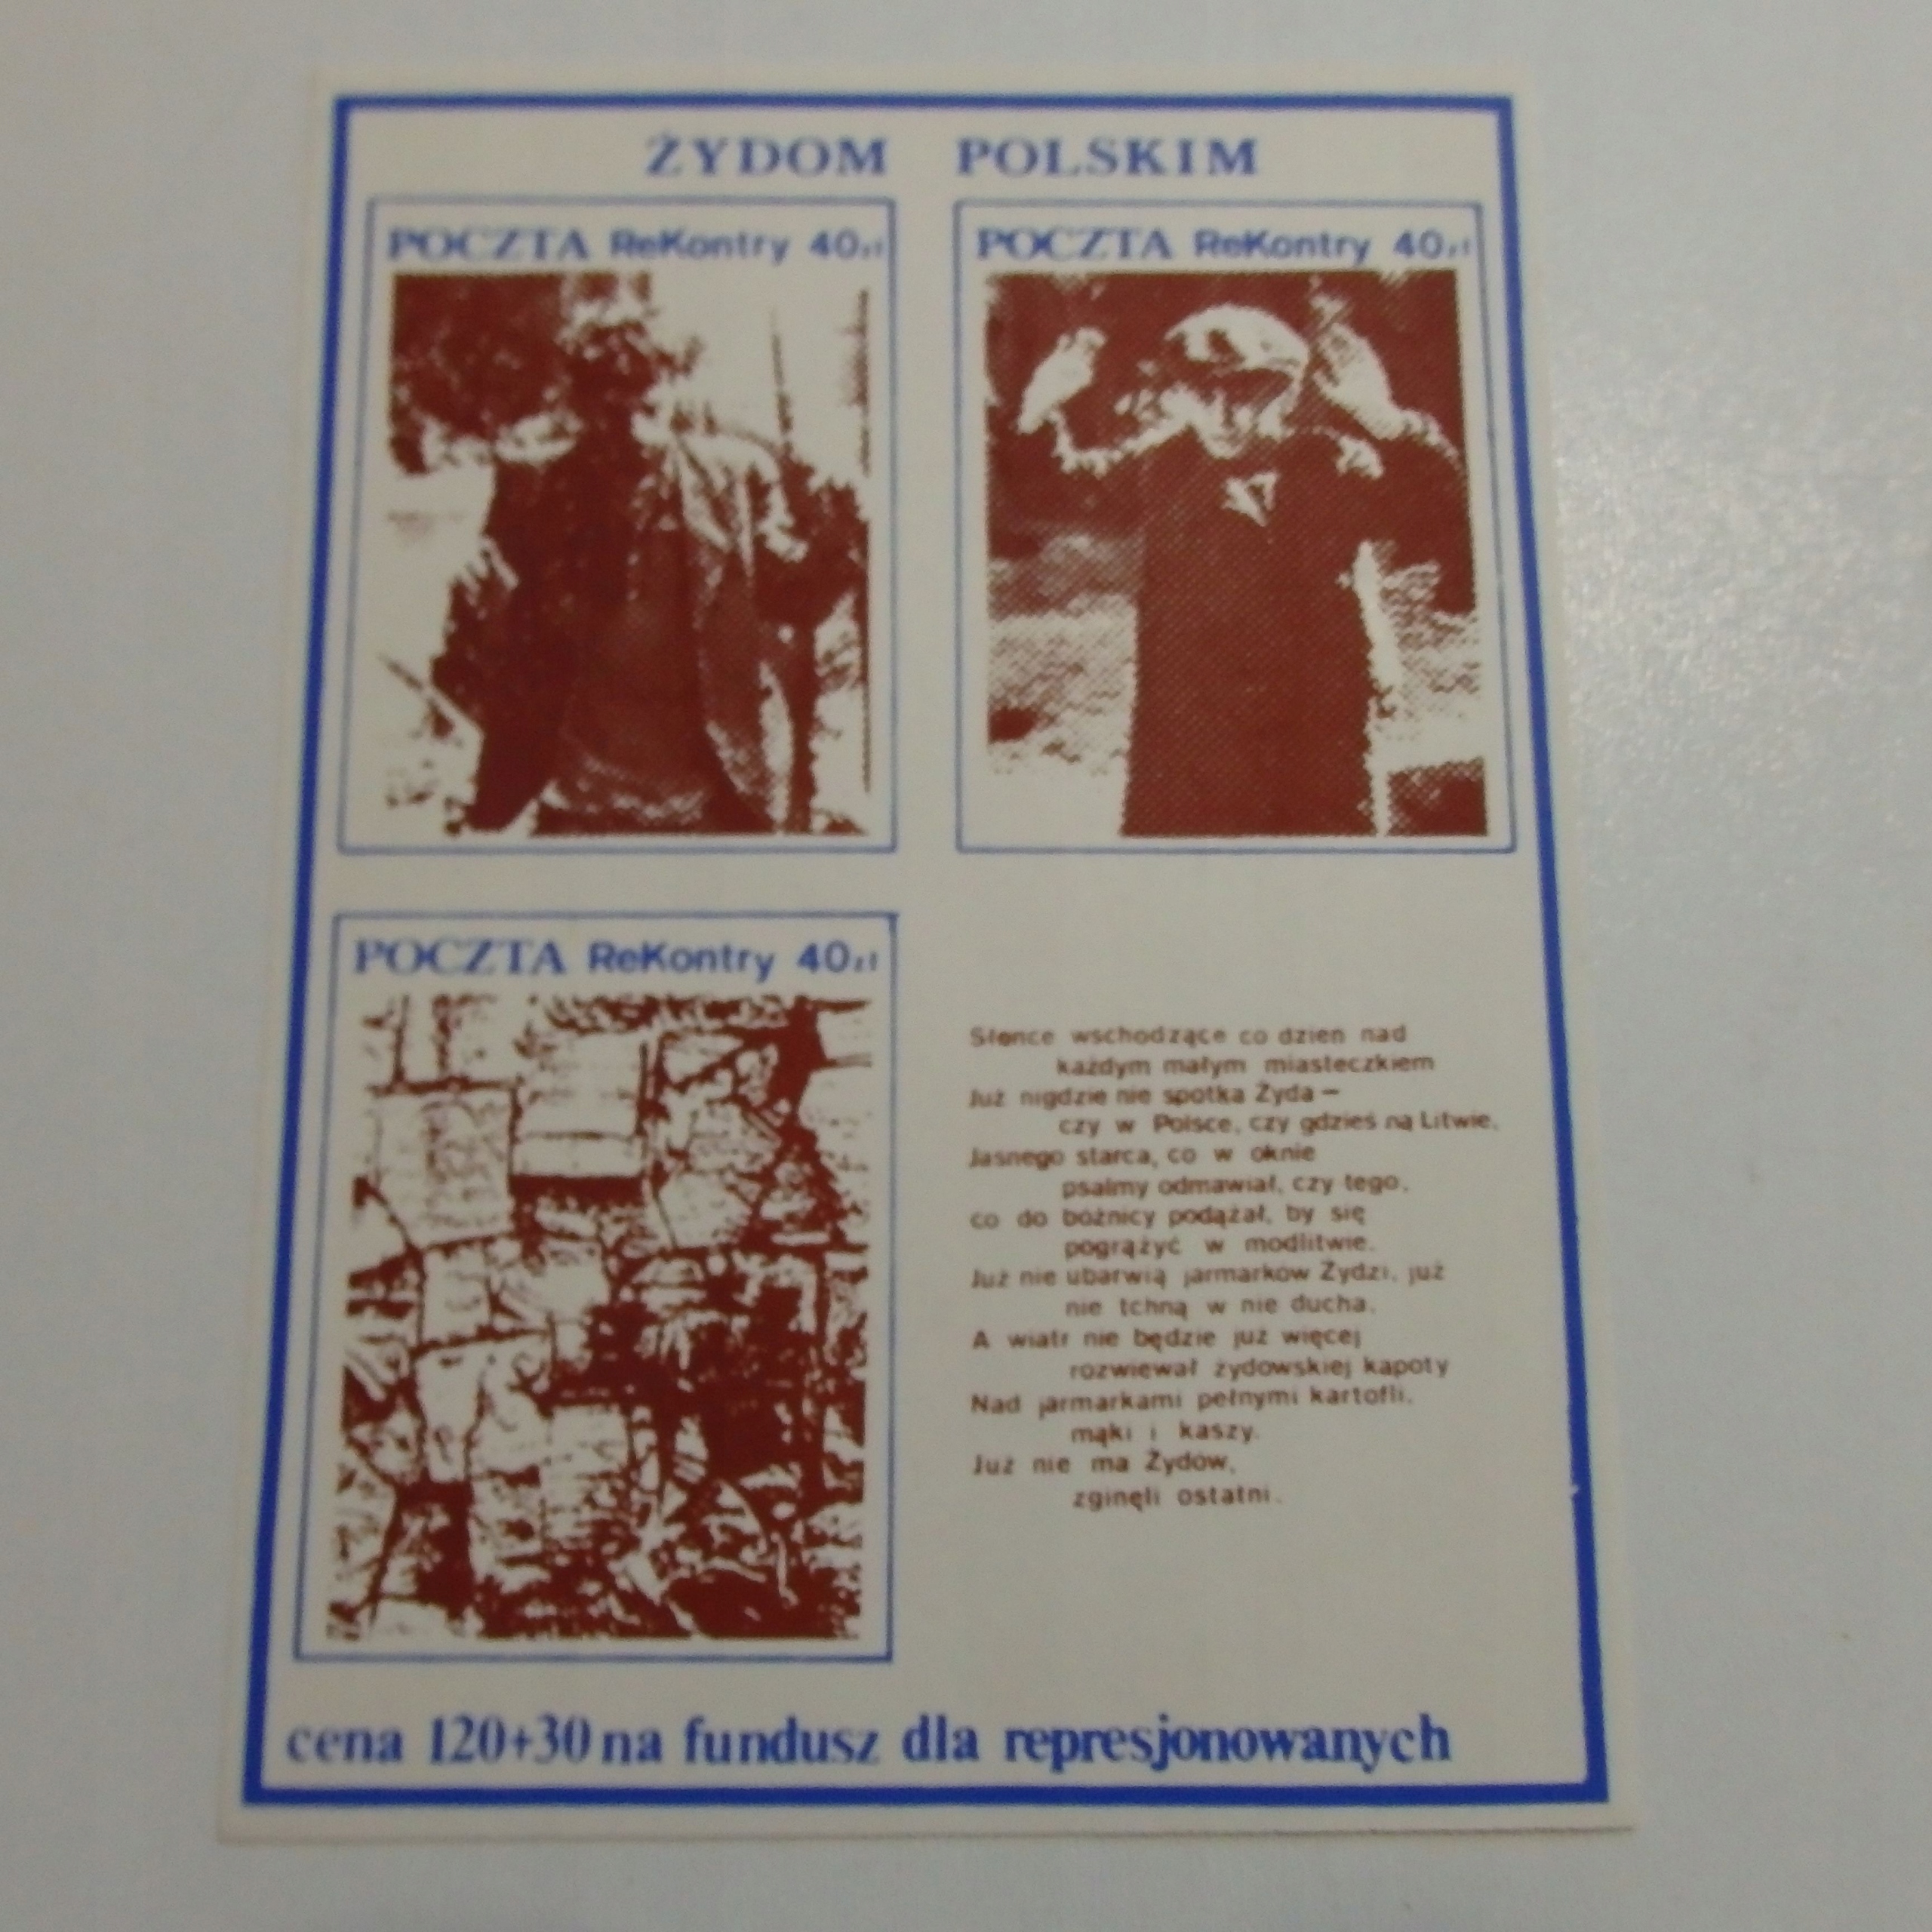 ŻYDOM POLSKIM
POCZTA ReKontry 40zł
POCZTA ReKontry 40zł
POCZTA ReKontry 40zł
Słonce wschodzące co dzien nad
każdym małym miasteczkiem
Już nigdzie nie spotka Żyda –
czy w Polsce, czy gdzieś na Litwie,
Jasnego starca, co w oknie
psalmy odmawiał, czy tego,
co do bożnicy podążał, by się
pogrążyć w modlitwie.
Już nie ubarwią jarmarkow Żydzi, już
nie tchną w nie ducha,
A wiatr nie będzie już więcej
rozwiewał żydowskiej kapoty
Nad jarmarkami pełnymi kartofli,
mąki i kaszy.
Już nie ma Żydow,
zginęli ostatni.
cena 120+30 na fundusz dla represjonowanych